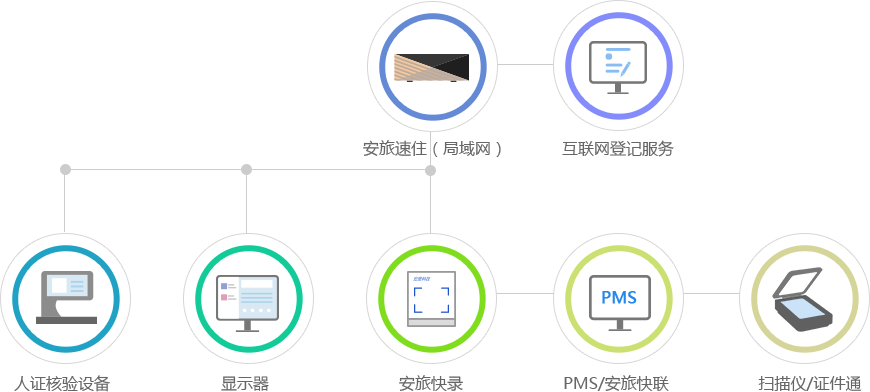 安旅速住（局域网）
互联网登记服务
PMS
人证核验设备
显示器
安旅快录
PMS/安旅快联
扫描仪/证件通